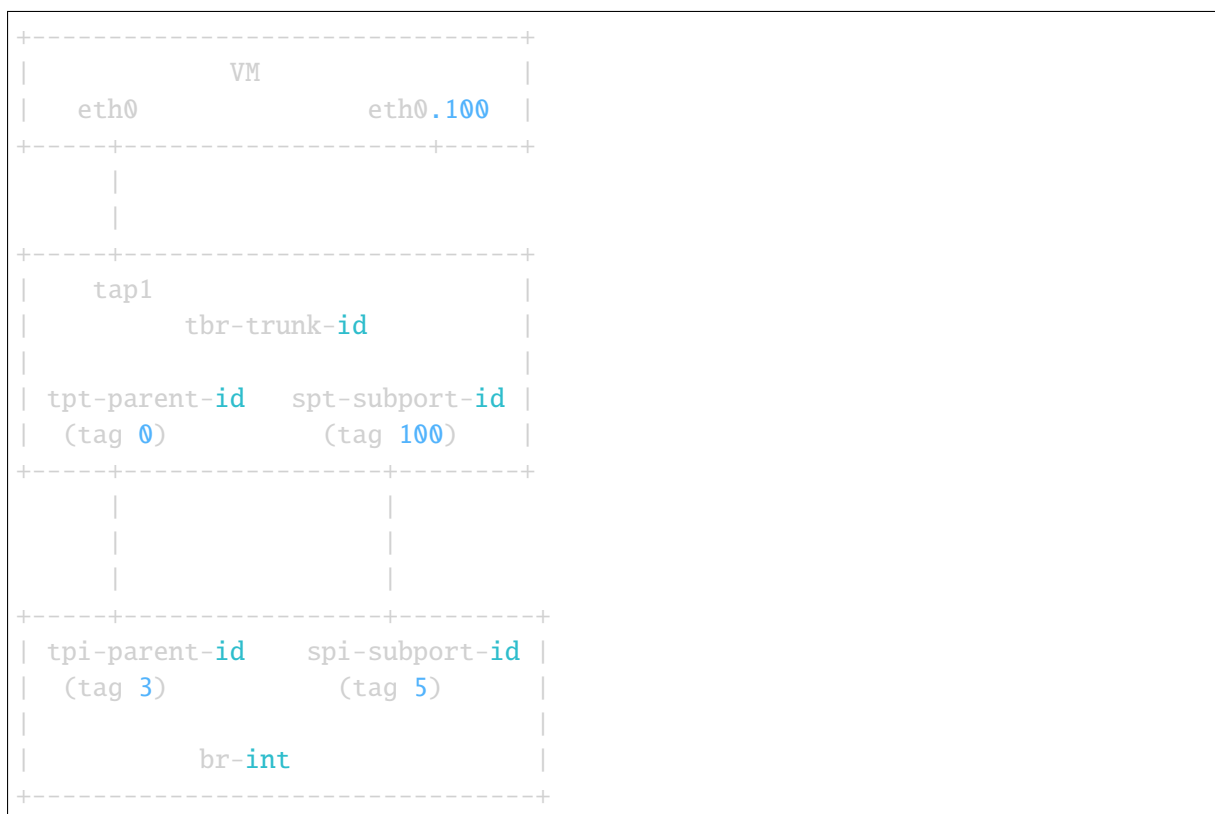 +--------------------------------+
|             VM                 |
|   eth0               eth0.100  |
+-----+--------------------+-----+
      |
      |
+-----+--------------------------+
|    tap1                        |
|          tbr-trunk-id          |
|                                |
| tpt-parent-id   spt-subport-id |
|  (tag 0)          (tag 100)    |
+-----+-----------------+--------+
      |                 |
      |                 |
      |                 |
+-----+-----------------+---------+
| tpi-parent-id    spi-subport-id |
|  (tag 3)           (tag 5)      |
|                                 |
|           br-int                |
+---------------------------------+